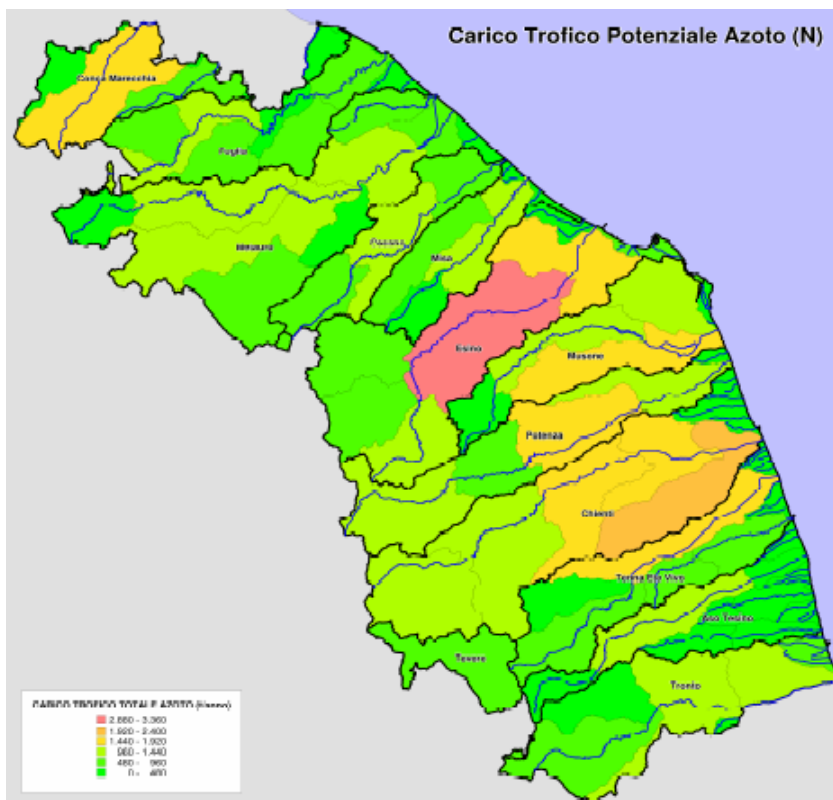 Carico Trofico Potenziale Azoto (N)
Conca Marecchia
Foglia
Metauro
Cesano
Misa
Esino
Musone
Potenza
Chienti
Tenna Ete Vivo
Aso Tesino
Tevere
Tronto
CARICO TROFICO TOTALE AZOTO (t/anno)
2.880 - 3.360
1.920 - 2.400
1.440 - 1.920
960 - 1.440
480 - 960
0 - 480